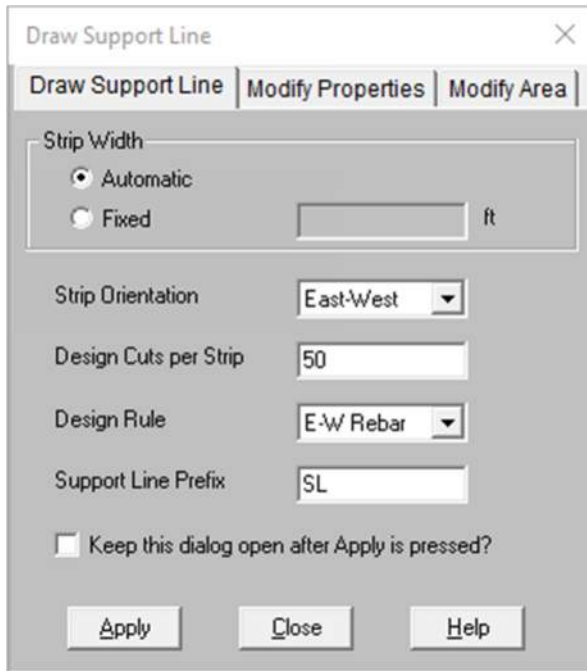 Draw Support Line
Draw Support Line Modify Properties Modify Area
Strip Width
Automatic
Fixed ft
Strip Orientation East-West
Design Cuts per Strip 50
Design Rule E-W Rebar
Support Line Prefix SL
Keep this dialog open after Apply is pressed?
Apply Close Help